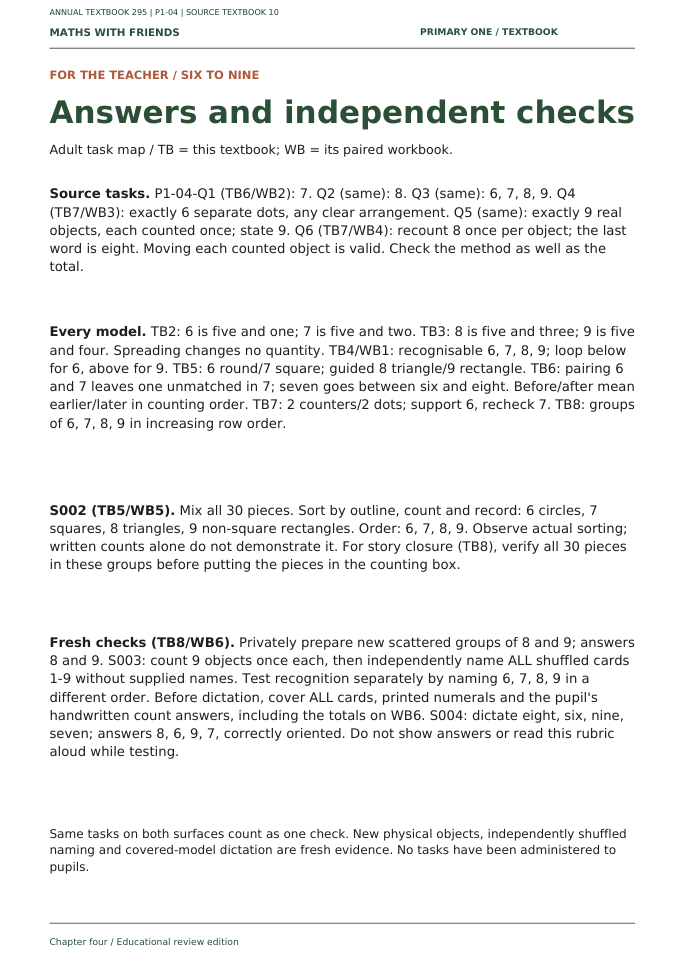 ANNUAL TEXTBOOK 295 | P1-04 | SOURCE TEXTBOOK 10
MATHS WITH FRIENDS
PRIMARY ONE / TEXTBOOK
FOR THE TEACHER / SIX TO NINE
Answers and independent checks
Adult task map / TB = this textbook; WB = its paired workbook.
Source tasks. P1-04-Q1 (TB6/WB2): 7. Q2 (same): 8. Q3 (same): 6, 7, 8, 9. Q4
(TB7/WB3): exactly 6 separate dots, any clear arrangement. Q5 (same): exactly 9 real
objects, each counted once; state 9. Q6 (TB7/WB4): recount 8 once per object; the last
word is eight. Moving each counted object is valid. Check the method as well as the
total.
Every model. TB2: 6 is five and one; 7 is five and two. TB3: 8 is five and three; 9 is five
and four. Spreading changes no quantity. TB4/WB1: recognisable 6, 7, 8, 9; loop below
for 6, above for 9. TB5: 6 round/7 square; guided 8 triangle/9 rectangle. TB6: pairing 6
and 7 leaves one unmatched in 7; seven goes between six and eight. Before/after mean
earlier/later in counting order. TB7: 2 counters/2 dots; support 6, recheck 7. TB8: groups
of 6, 7, 8, 9 in increasing row order.
S002 (TB5/WB5). Mix all 30 pieces. Sort by outline, count and record: 6 circles, 7
squares, 8 triangles, 9 non-square rectangles. Order: 6, 7, 8, 9. Observe actual sorting;
written counts alone do not demonstrate it. For story closure (TB8), verify all 30 pieces
in these groups before putting the pieces in the counting box.
Fresh checks (TB8/WB6). Privately prepare new scattered groups of 8 and 9; answers
8 and 9. S003: count 9 objects once each, then independently name ALL shuffled cards
1-9 without supplied names. Test recognition separately by naming 6, 7, 8, 9 in a
different order. Before dictation, cover ALL cards, printed numerals and the pupil's
handwritten count answers, including the totals on WB6. S004: dictate eight, six, nine,
seven; answers 8, 6, 9, 7, correctly oriented. Do not show answers or read this rubric
aloud while testing.
Same tasks on both surfaces count as one check. New physical objects, independently shuffled
naming and covered-model dictation are fresh evidence. No tasks have been administered to
pupils.
Chapter four / Educational review edition